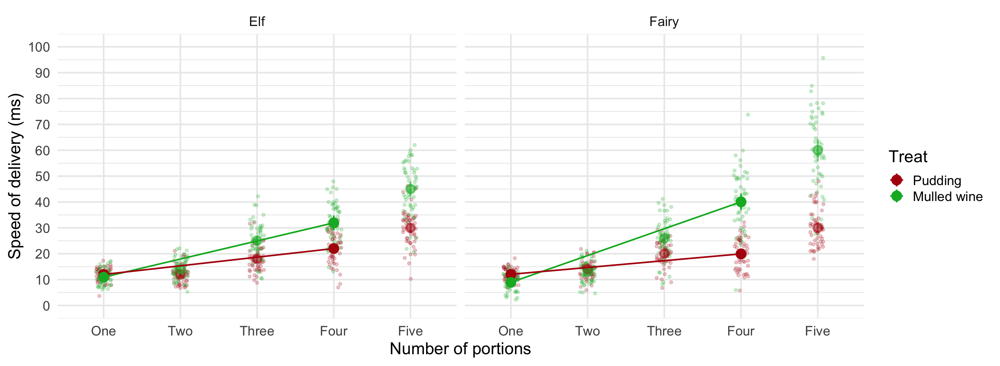 Elf
Fairy
Speed of delivery (ms)
100
90
80
70
60
50
40
30
20
10
0
One Two Three Four Five
One Two Three Four Five
Number of portions
Treat
Pudding
Mulled wine